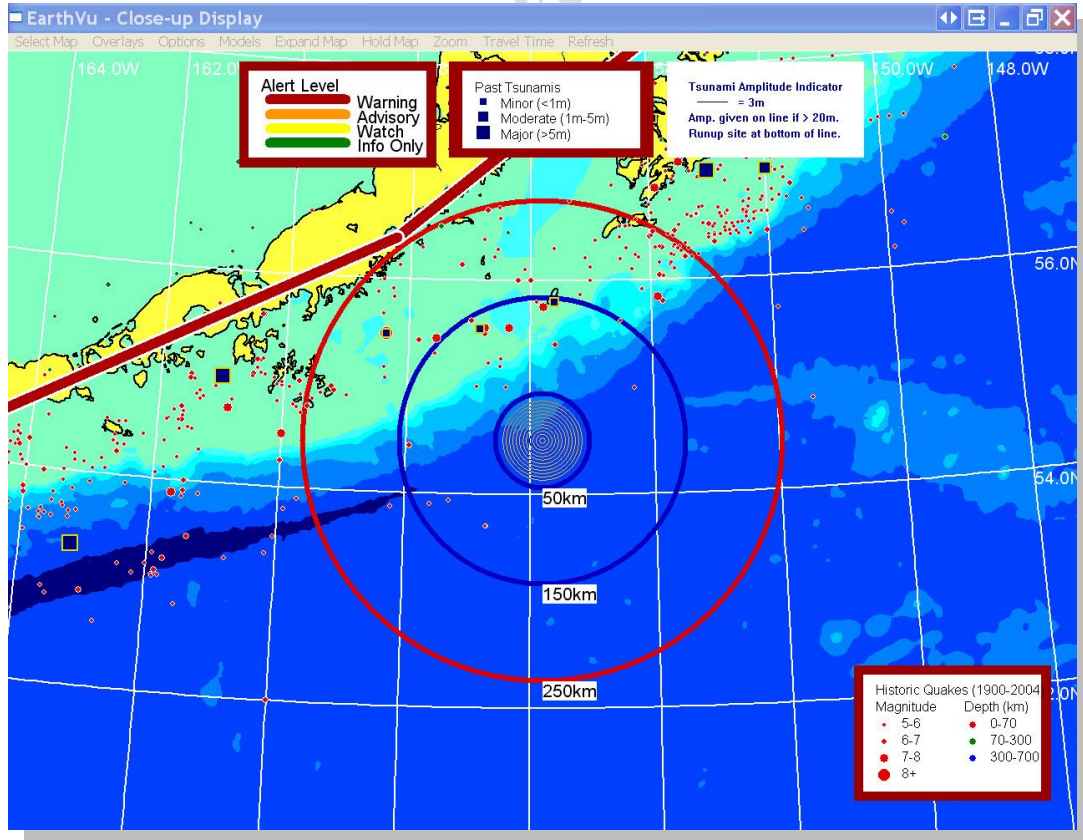 EarthVu - Close-up Display
Select Map Overlays Options Models Expand Map Hold Map Zoom Travel Time Refresh
164.0W
162.0
150.0W
148.0W
Alert Level
Warning
Advisory
Watch
Info Only
Past Tsunamis
Minor (<1m)
Moderate (1m-5m)
Major (>5m)
Tsunami Amplitude Indicator
= 3m
Amp. given on line if > 20m.
Runup site at bottom of line.
56.0N
54.0N
50km
150km
250km
2.0N
Historic Quakes (1900-2004
Magnitude Depth (km)
5-6 0-70
6-7 70-300
7-8 300-700
8+